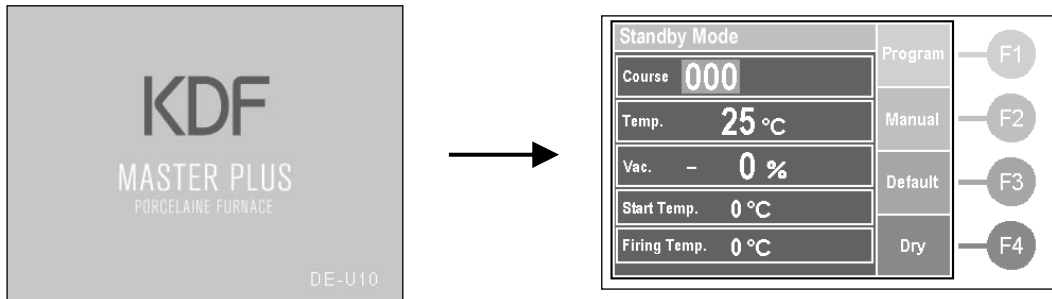 KDF
MASTER PLUS
PORCELAINE FURNACE
DE-U10
Standby Mode
Course 000
Temp. 25 °C
Vac. - 0 %
Start Temp. 0 °C
Firing Temp. 0 °C
Program F1
Manual F2
Default F3
Dry F4